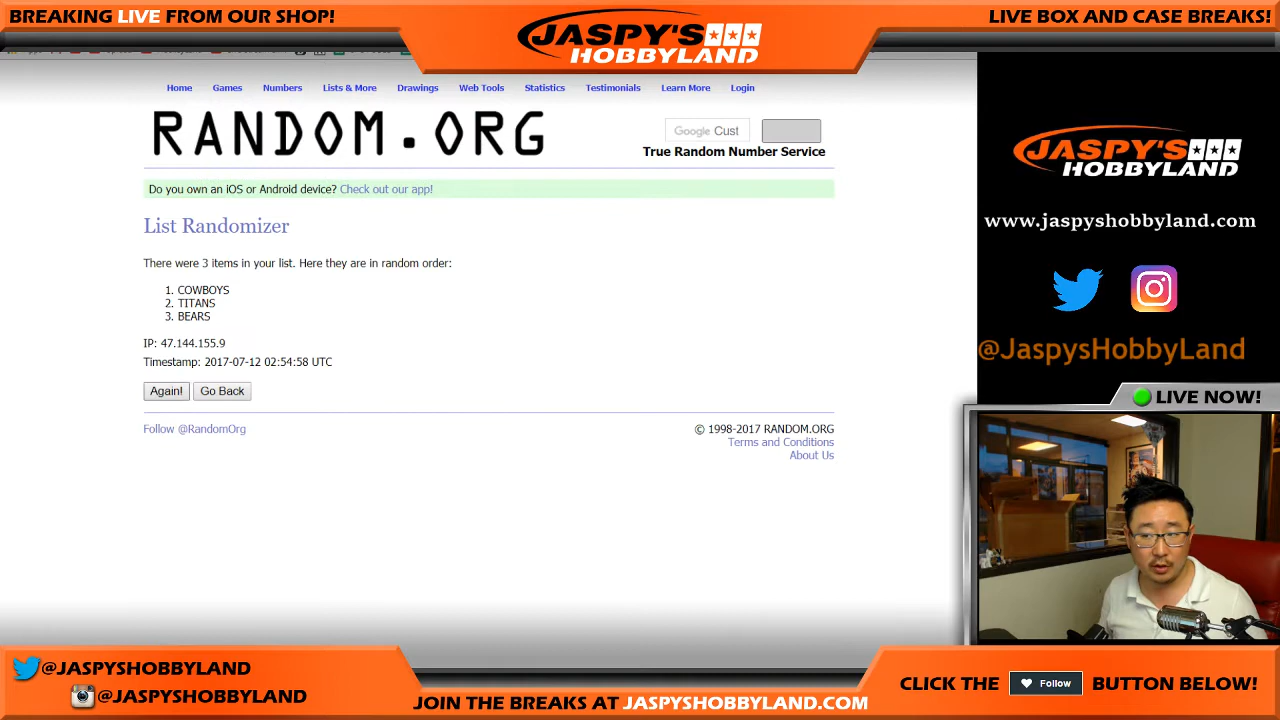 BREAKING LIVE FROM OUR SHOP!
JASPY'S
HOBBYLAND
LIVE BOX AND CASE BREAKS!
Home Games Numbers Lists & More Drawings Web Tools Statistics Testimonials Learn More Login
RANDOM.ORG
Google Cust
True Random Number Service
Do you own an iOS or Android device? Check out our app!
List Randomizer
There were 3 items in your list. Here they are in random order:
1. COWBOYS
2. TITANS
3. BEARS
IP: 47.144.155.9
Timestamp: 2017-07-12 02:54:58 UTC
Again! Go Back
Follow @RandomOrg
© 1998-2017 RANDOM.ORG
Terms and Conditions
About Us
JASPY'S
HOBBYLAND
www.jaspyshobbyland.com
@JaspysHobbyLand
LIVE NOW!
@JASPYSHOBBYLAND
@JASPYSHOBBYLAND
JOIN THE BREAKS AT JASPYSHOBBYLAND.COM
CLICK THE Follow BUTTON BELOW!